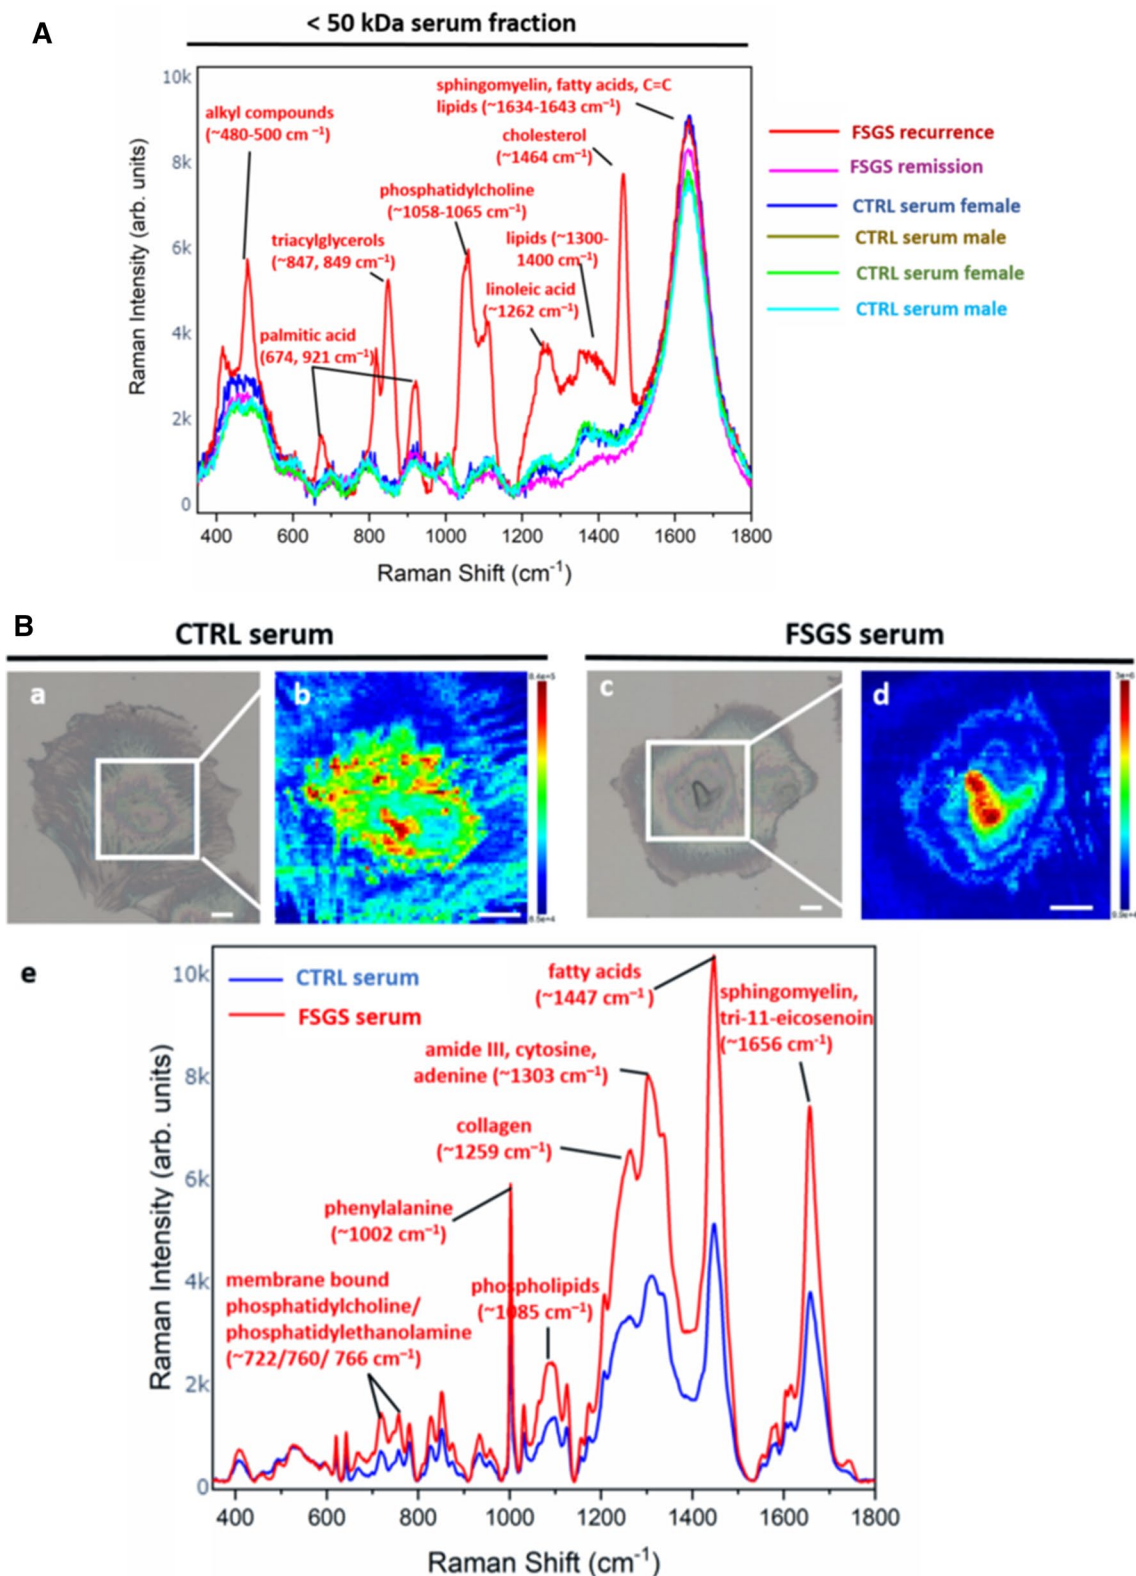 A
< 50 kDa serum fraction
10k
8k
6k
4k
2k
0
Raman Intensity (arb. units)
alkyl compounds
(~480-500 cm ⁻¹)
palmitic acid
(674, 921 cm⁻¹)
triacylglycerols
(~847, 849 cm⁻¹)
phosphatidylcholine
(~1058-1065 cm⁻¹)
linoleic acid
(~1262 cm⁻¹)
lipids (~1300-
1400 cm⁻¹)
cholesterol
(~1464 cm⁻¹)
sphingomyelin, fatty acids, C=C
lipids (~1634-1643 cm⁻¹)
FSGS recurrence
FSGS remission
CTRL serum female
CTRL serum male
CTRL serum female
CTRL serum male
400 600 800 1000 1200 1400 1600 1800
Raman Shift (cm⁻¹)
B
CTRL serum
FSGS serum
a
b
c
d
e
10k
8k
6k
4k
2k
0
Raman Intensity (arb. units)
CTRL serum
FSGS serum
membrane bound
phosphatidylcholine/
phosphatidylethanolamine
(~722/760/ 766 cm⁻¹)
phenylalanine
(~1002 cm⁻¹)
phospholipids
(~1085 cm⁻¹)
collagen
(~1259 cm⁻¹)
amide III, cytosine,
adenine (~1303 cm⁻¹)
fatty acids
(~1447 cm⁻¹ )
sphingomyelin,
tri-11-eicosenoin
(~1656 cm⁻¹)
400 600 800 1000 1200 1400 1600 1800
Raman Shift (cm⁻¹)